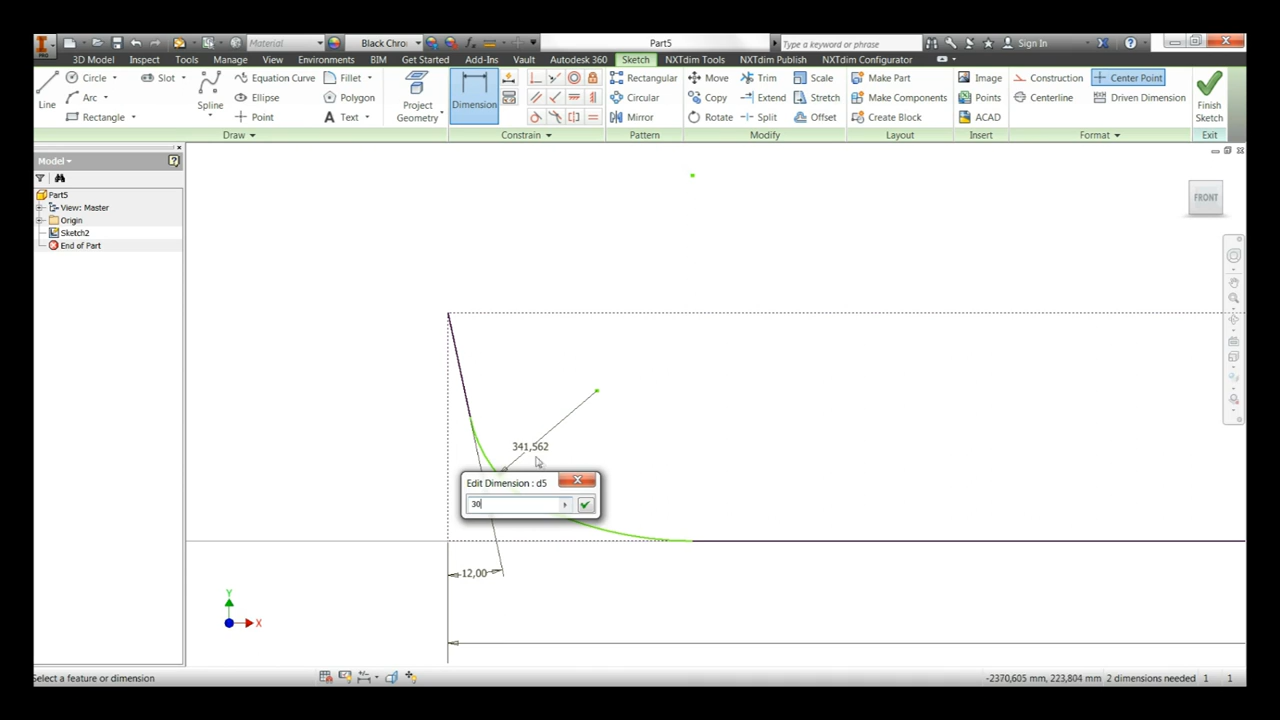 Material
Black Chro
Part5
Type a keyword or phrase
Sign In
PRO
3D Model Inspect Tools Manage View Environments BIM Get Started Add-Ins Vault Autodesk 360 Sketch NXTdim Tools NXTdim Publish NXTdim Configurator
Line
Circle
Arc
Rectangle
Slot
Spline
Equation Curve
Ellipse
Point
Fillet
Polygon
Text
Project
Geometry
Dimension
Rectangular
Circular
Mirror
Move
Copy
Rotate
Trim
Extend
Split
Scale
Stretch
Offset
Make Part
Make Components
Create Block
Image
Points
ACAD
Construction
Centerline
Center Point
Driven Dimension
Finish
Sketch
Draw Constrain Pattern Modify Layout Insert Format Exit
Model
Part5
View: Master
Origin
Sketch2
End of Part
FRONT
341,562
Edit Dimension : d5
30
12,00
Y
X
Select a feature or dimension
-2370,605 mm, 223,804 mm 2 dimensions needed 1 1